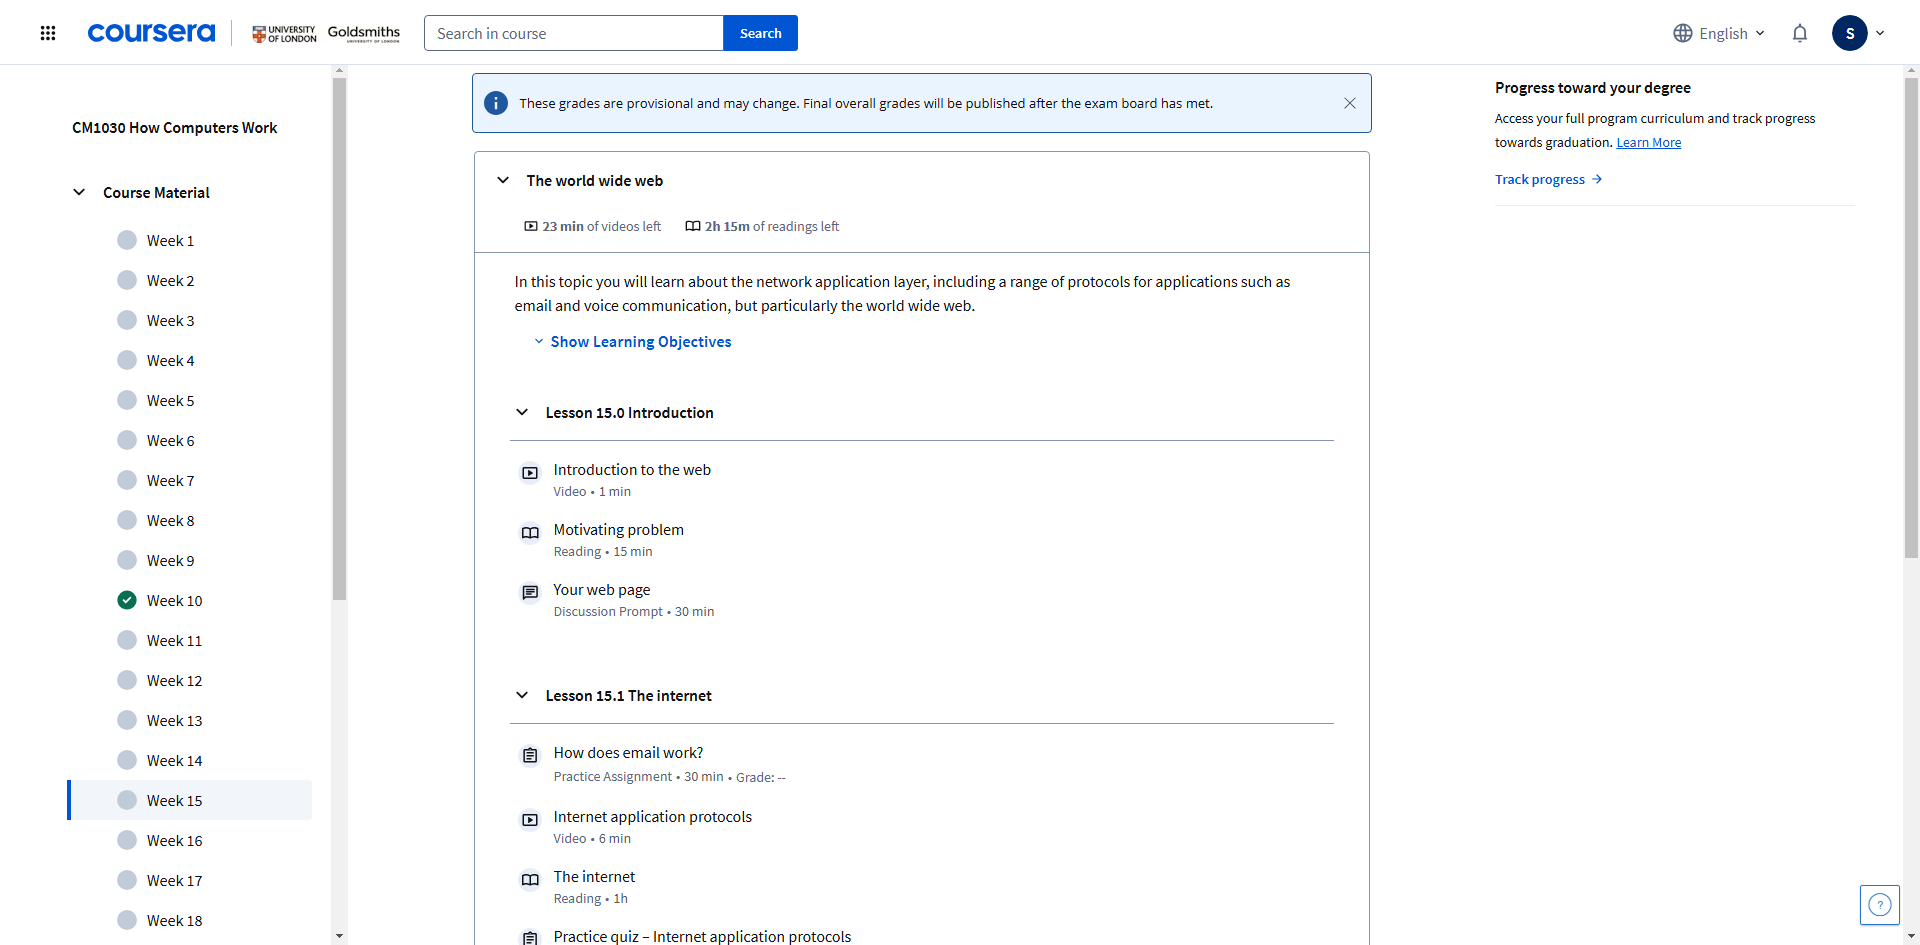 coursera
UNIVERSITY
OF LONDON
Goldsmiths
UNIVERSITY OF LONDON
Search in course
Search
English
S
CM1030 How Computers Work
Course Material
Week 1
Week 2
Week 3
Week 4
Week 5
Week 6
Week 7
Week 8
Week 9
Week 10
Week 11
Week 12
Week 13
Week 14
Week 15
Week 16
Week 17
Week 18
These grades are provisional and may change. Final overall grades will be published after the exam board has met.
The world wide web
23 min of videos left
2h 15m of readings left
In this topic you will learn about the network application layer, including a range of protocols for applications such as
email and voice communication, but particularly the world wide web.
Show Learning Objectives
Lesson 15.0 Introduction
Introduction to the web
Video • 1 min
Motivating problem
Reading • 15 min
Your web page
Discussion Prompt • 30 min
Lesson 15.1 The internet
How does email work?
Practice Assignment • 30 min • Grade: --
Internet application protocols
Video • 6 min
The internet
Reading • 1h
Practice quiz – Internet application protocols
Progress toward your degree
Access your full program curriculum and track progress
towards graduation. Learn More
Track progress →
?